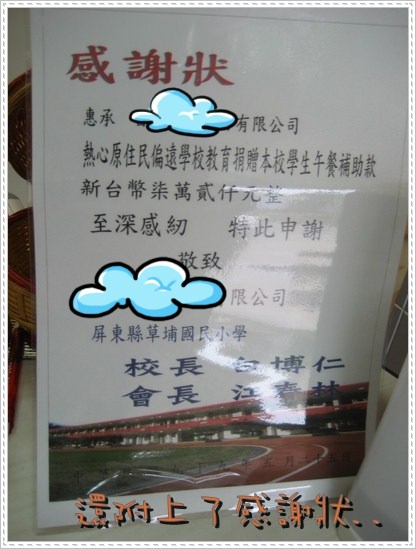 感謝狀
惠承 有限公司
熱心原住民偏遠學校教育捐贈本校學生午餐補助款
新台幣柒萬貳仟元整
至深感紉 特此申謝
敬致
限公司
屏東縣草埔國民小學
校長 白博仁
會長 江
還附上了感謝狀..